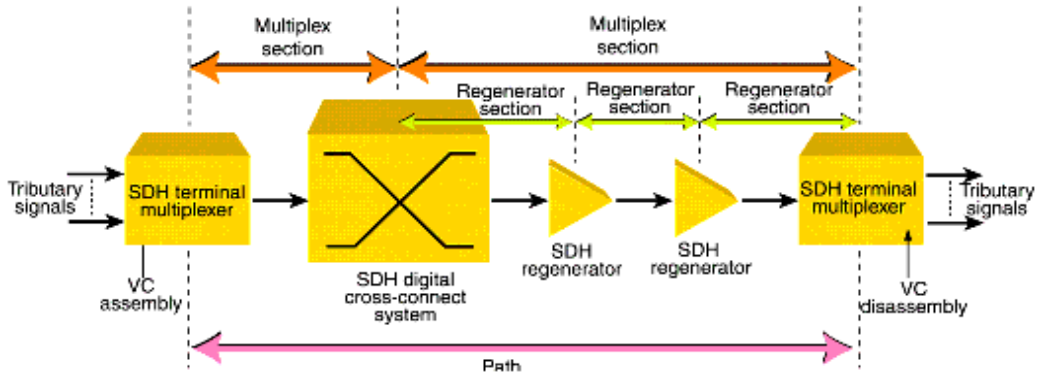 Multiplex
section
Multiplex
section
Regenerator
section
Regenerator
section
Regenerator
section
Tributary
signals
SDH terminal
multiplexer
SDH terminal
multiplexer
Tributary
signals
SDH
regenerator
SDH
regenerator
VC
assembly
SDH digital
cross-connect
system
VC
disassembly
Path